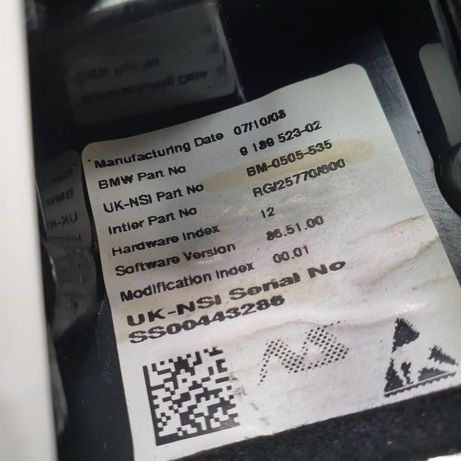 Manufacturing Date 07/10/08
BMW Part No 9 189 523-02
UK-NSI Part No BM-0505-535
Intier Part No RG/25770/600
Hardware Index 12
Software Version 86.51.00
Modification Index 00.01
UK-NSI Serial No
SS00443286